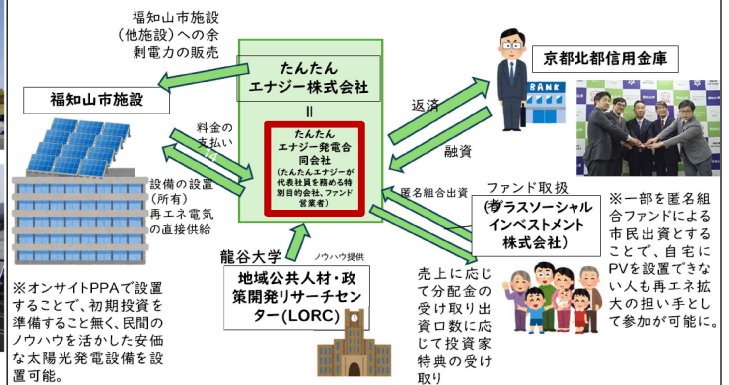 福知山市施設
(他施設)への余
剰電力の販売
たんたん
エナジー株式会社
=
たんたん
エナジー発電合
同会社
(たんたんエナジーが
代表社員を務める特
別目的会社、ファンド
営業者)
福知山市施設
料金の
支払い
設備の設置
(所有)
再エネ電気
の直接供給
※オンサイトPPAで設置
することで、初期投資を
準備すること無く、民間の
ノウハウを活かした安価
な太陽光発電設備を設
置可能。
龍谷大学
ノウハウ提供
地域公共人材・政
策開発リサーチセン
ター(LORC)
京都北都信用金庫
BANK
返済
融資
匿名組合出資
ファンド取扱
(プラスソーシャル
インベストメント
株式会社)
売上に応じ
て分配金の
受け取り出
資口数に応
じて投資家
特典の受け
取り
※一部を匿名組
合ファンドによる
市民出資とする
ことで、自宅に
PVを設置できな
い人も再エネ拡
大の担い手とし
て参加が可能に。